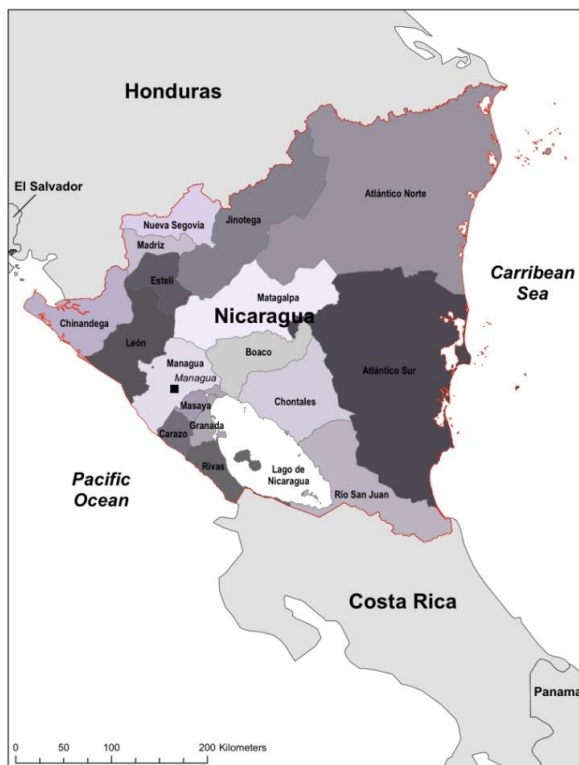 Honduras
El Salvador
Nueva Segovia
Jinotega
Atlántico Norte
Madriz
Estelí
Carribean
Sea
Chinandega
Matagalpa
Nicaragua
León
Boaco
Managua
Managua
Atlántico Sur
Masaya
Chontales
Granada
Carazo
Rivas
Lago de
Nicaragua
Río San Juan
Pacific
Ocean
Costa Rica
Panama
0 50 100 200 Kilometers